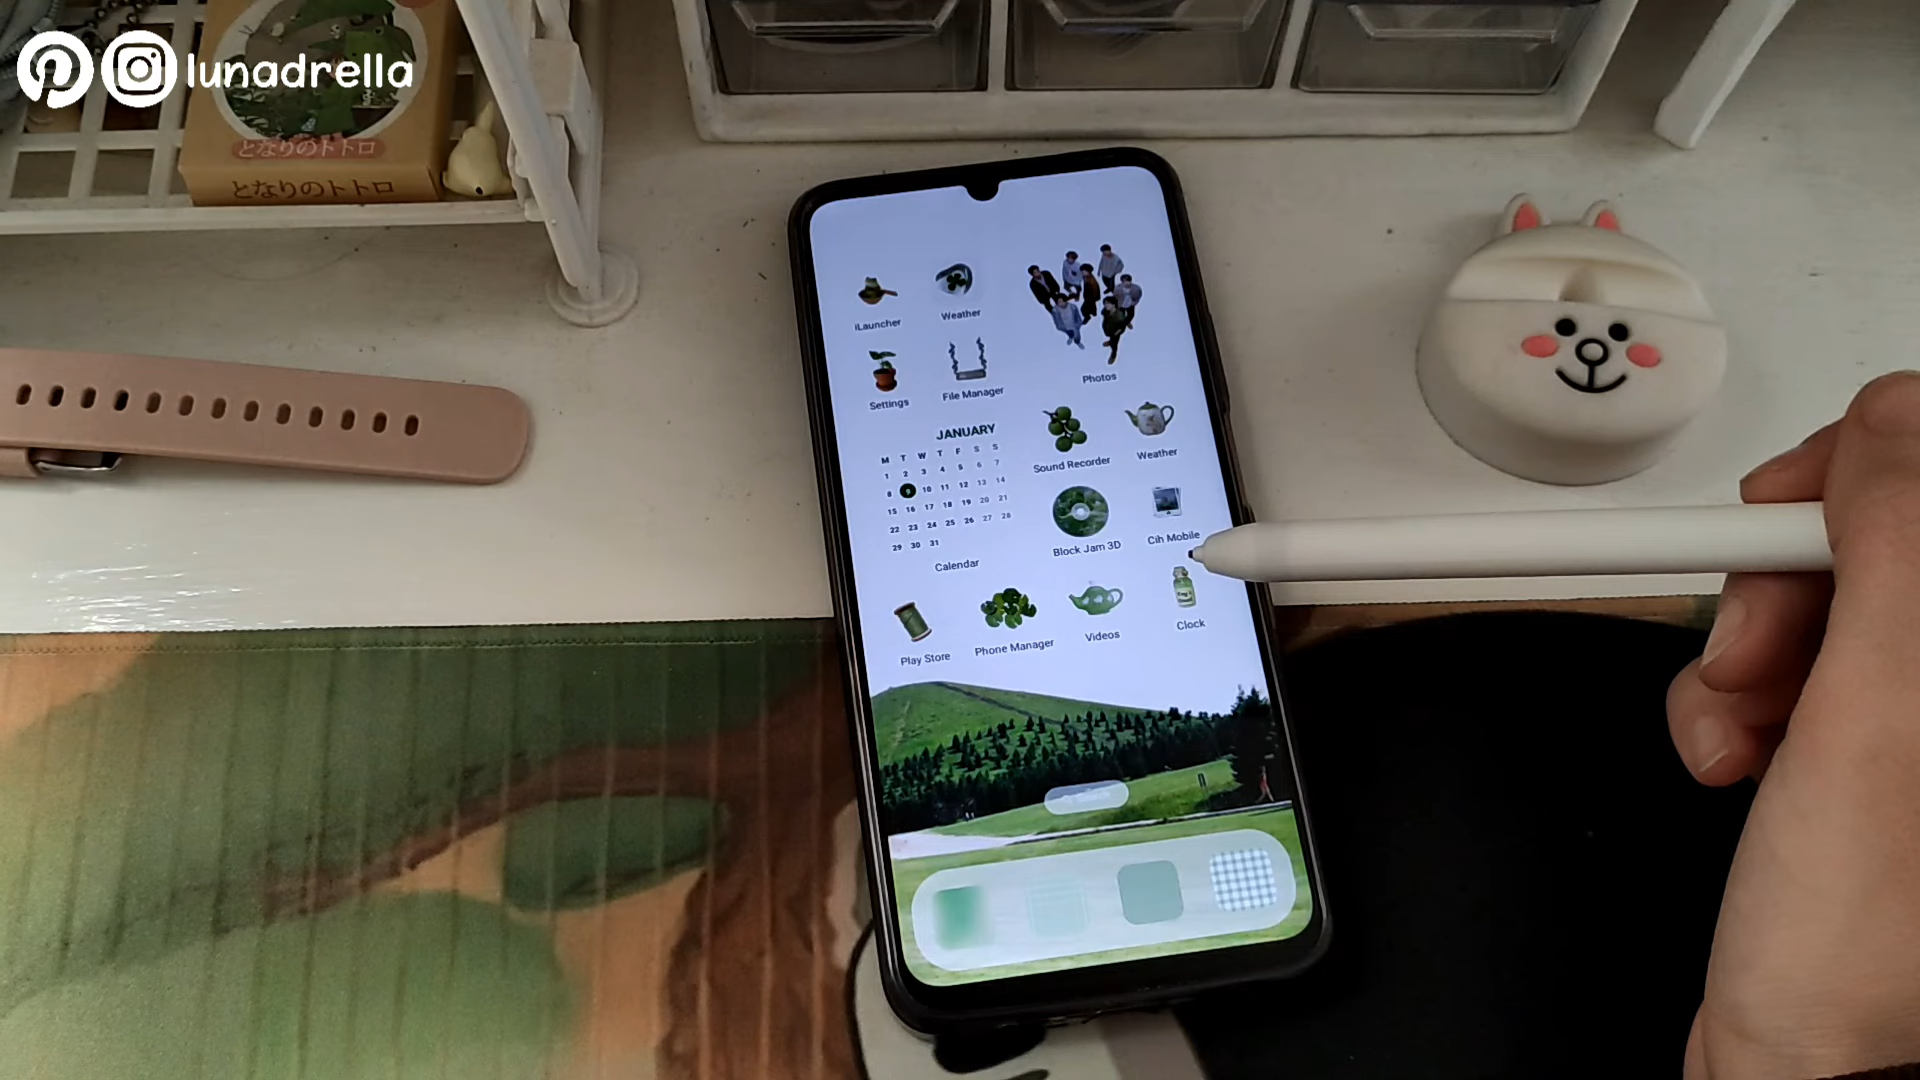 lunadrella
となりのトトロ
となりのトトロ
iLauncher
Weather
Settings
File Manager
Photos
JANUARY
M T W T F S S
1 2 3 4 5 6 7
8 9 10 11 12 13 14
15 16 17 18 19 20 21
22 23 24 25 26 27 28
29 30 31
Calendar
Sound Recorder
Weather
Block Jam 3D
Cih Mobile
Play Store
Phone Manager
Videos
Clock